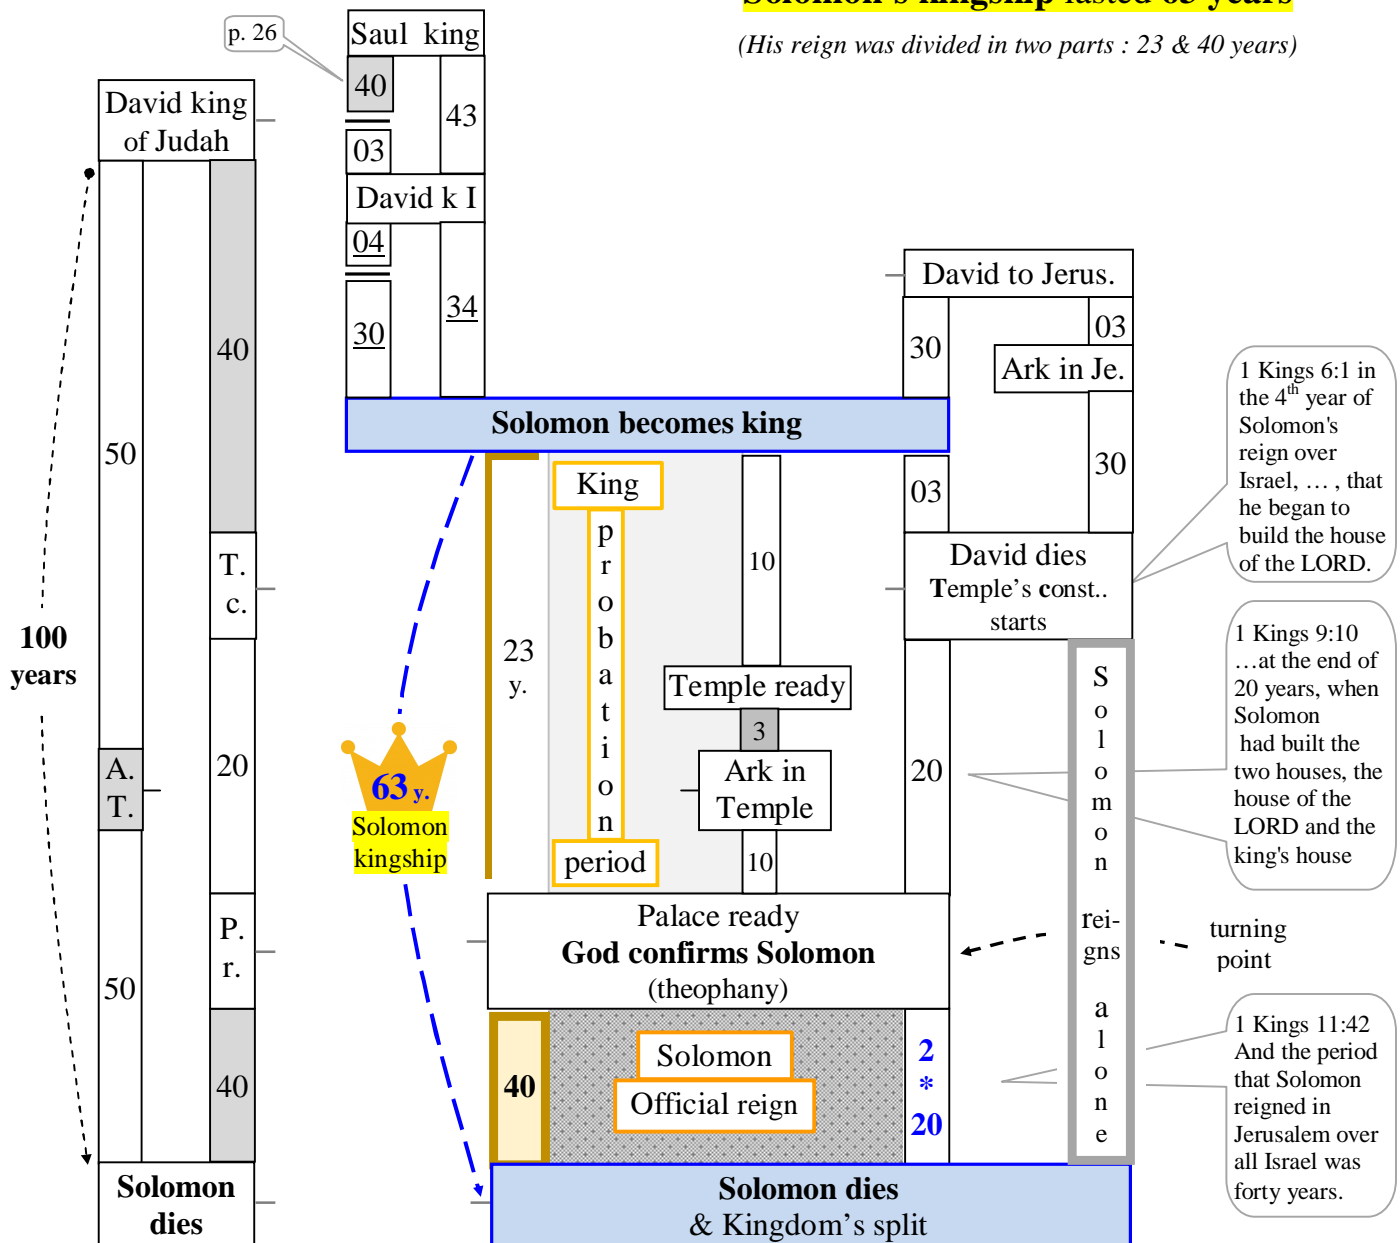 Solomon's kingship lasted 63 years
(His reign was divided in two parts : 23 & 40 years)
p. 26
Saul king
40
43
03
David k I
04
34
30
David king
of Judah
40
50
T.
c.
100
years
20
A.
T.
P.
r.
50
40
Solomon
dies
David to Jerus.
30
03
Ark in Je.
30
Solomon becomes king
03
David dies
Temple's const..
starts
1 Kings 6:1 in
the 4th year of
Solomon's
reign over
Israel, … , that
he began to
build the house
of the LORD.
King
p
r
o
b
a
t
i
o
n
period
23
y.
10
Temple ready
3
Ark in
Temple
10
20
63 y.
Solomon
kingship
S
o
l
o
m
o
n
rei-
gns
a
l
o
n
e
1 Kings 9:10
…at the end of
20 years, when
Solomon
had built the
two houses, the
house of the
LORD and the
king's house
Palace ready
God confirms Solomon
(theophany)
turning
point
40
Solomon
Official reign
2
*
20
1 Kings 11:42
And the period
that Solomon
reigned in
Jerusalem over
all Israel was
forty years.
Solomon dies
& Kingdom's split